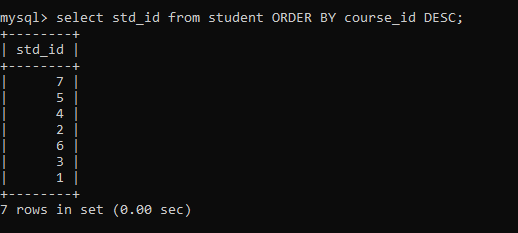 mysql> select std_id from student ORDER BY course_id DESC;
+--------+
| std_id |
+--------+
|      7 |
|      5 |
|      4 |
|      2 |
|      6 |
|      3 |
|      1 |
+--------+
7 rows in set (0.00 sec)